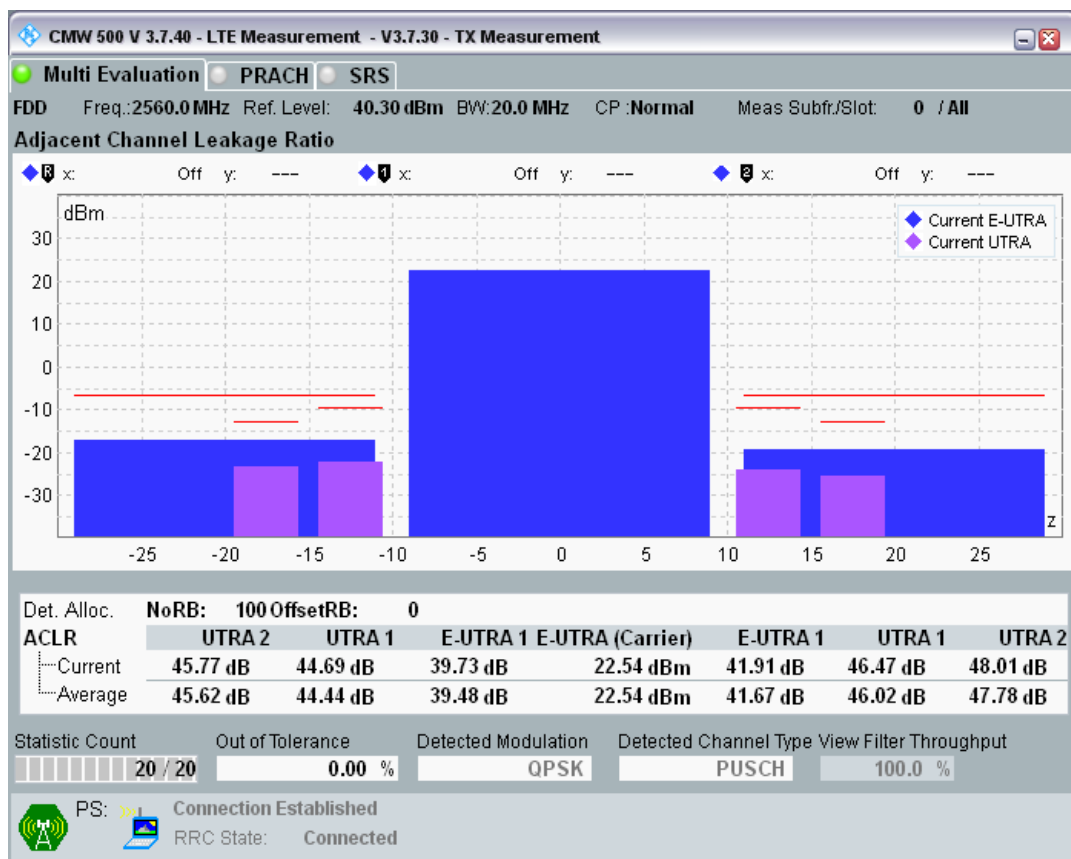 CMW 500 V 3.7.40 - LTE Measurement - V3.7.30 - TX Measurement
Multi Evaluation PRACH SRS
FDD Freq.:2560.0 MHz Ref. Level: 40.30 dBm BW:20.0 MHz CP :Normal Meas Subfr./Slot: 0 / All
Adjacent Channel Leakage Ratio
R x: Off y: --- 1 x: Off y: --- 2 x: Off y: ---
dBm
Current E-UTRA
Current UTRA
30
20
10
0
-10
-20
-30
z
-25 -20 -15 -10 -5 0 5 10 15 20 25
Det. Alloc. NoRB: 100 OffsetRB: 0
ACLR UTRA 2 UTRA 1 E-UTRA 1 E-UTRA (Carrier) E-UTRA 1 UTRA 1 UTRA 2
Current 45.77 dB 44.69 dB 39.73 dB 22.54 dBm 41.91 dB 46.47 dB 48.01 dB
Average 45.62 dB 44.44 dB 39.48 dB 22.54 dBm 41.67 dB 46.02 dB 47.78 dB
Statistic Count Out of Tolerance Detected Modulation Detected Channel Type View Filter Throughput
20 / 20 0.00 % QPSK PUSCH 100.0 %
PS: Connection Established
RRC State: Connected